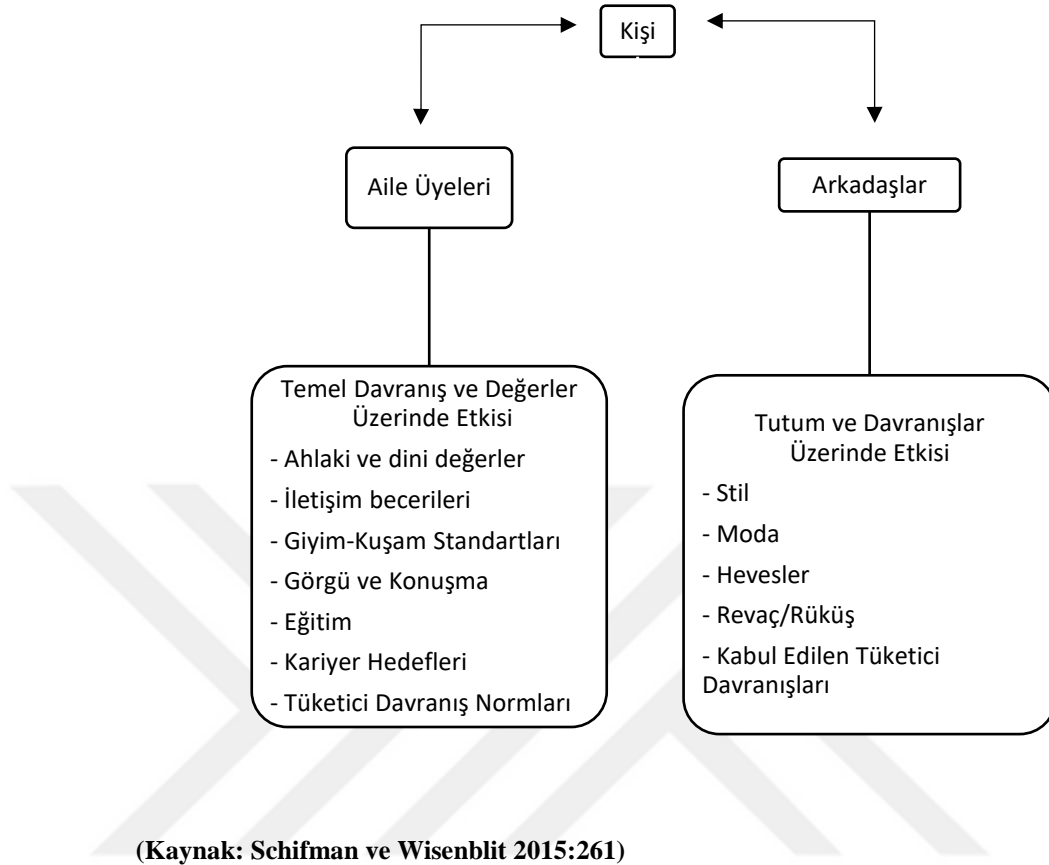 Kişi
Aile Üyeleri
Arkadaşlar
Temel Davranış ve Değerler
Üzerinde Etkisi
- Ahlaki ve dini değerler
- İletişim becerileri
- Giyim-Kuşam Standartları
- Görgü ve Konuşma
- Eğitim
- Kariyer Hedefleri
- Tüketici Davranış Normları
Tutum ve Davranışlar
Üzerinde Etkisi
- Stil
- Moda
- Hevesler
- Revaç/Rüküş
- Kabul Edilen Tüketici
Davranışları
(Kaynak: Schifman ve Wisenblit 2015:261)